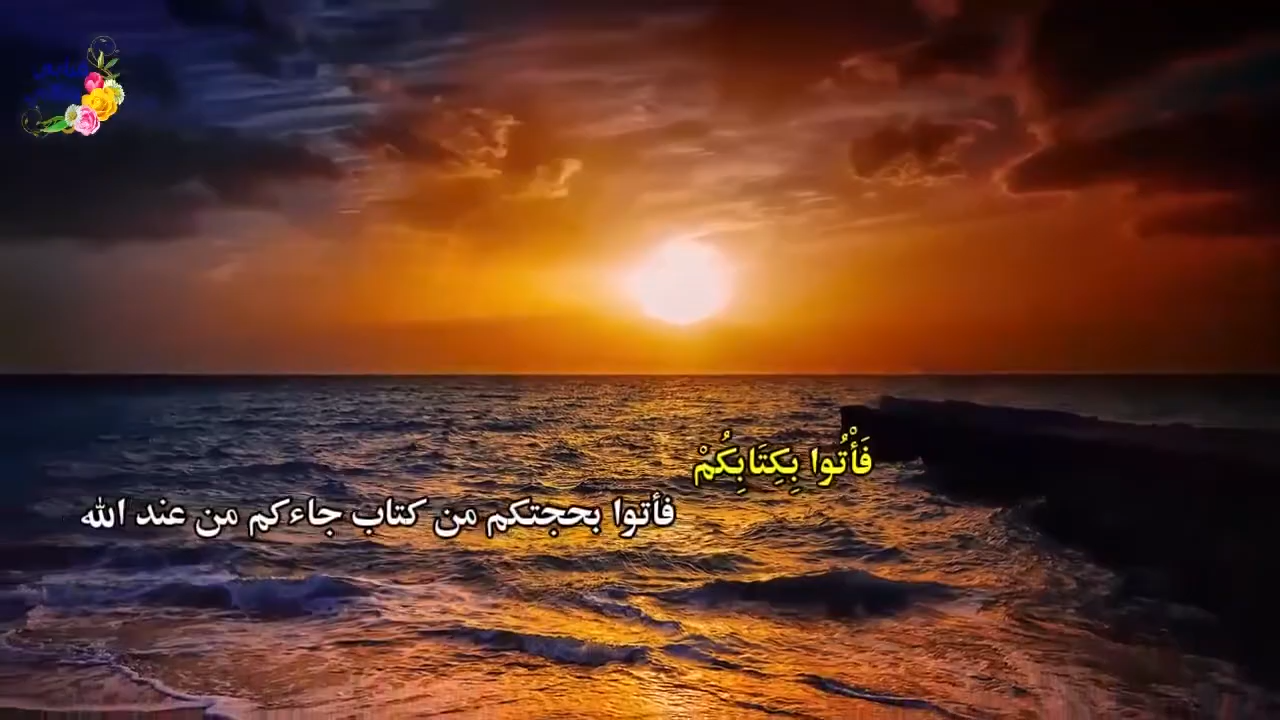 فَأْتُوا بِكِتَابِكُمْ
فأتوا بحجتكم من كتاب جاءكم من عند الله